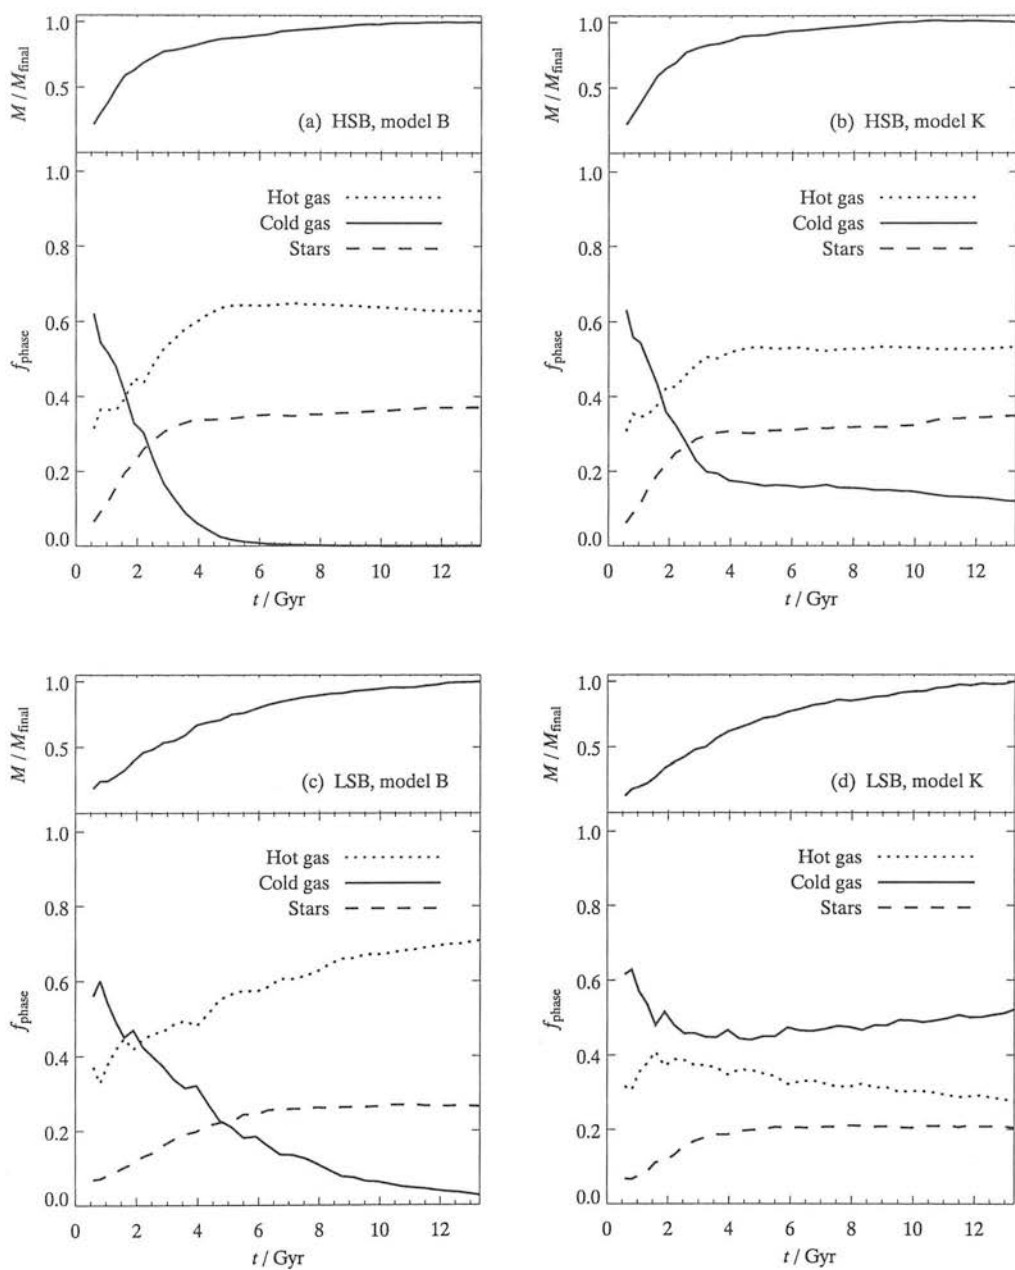 M / M_final
1.0
0.5
(a) HSB, model B
f_phase
1.0
0.8
0.6
0.4
0.2
0.0
Hot gas
Cold gas
Stars
0 2 4 6 8 10 12
t / Gyr
M / M_final
1.0
0.5
(b) HSB, model K
f_phase
1.0
0.8
0.6
0.4
0.2
0.0
Hot gas
Cold gas
Stars
0 2 4 6 8 10 12
t / Gyr
M / M_final
1.0
0.5
(c) LSB, model B
f_phase
1.0
0.8
0.6
0.4
0.2
0.0
Hot gas
Cold gas
Stars
0 2 4 6 8 10 12
t / Gyr
M / M_final
1.0
0.5
(d) LSB, model K
f_phase
1.0
0.8
0.6
0.4
0.2
0.0
Hot gas
Cold gas
Stars
0 2 4 6 8 10 12
t / Gyr